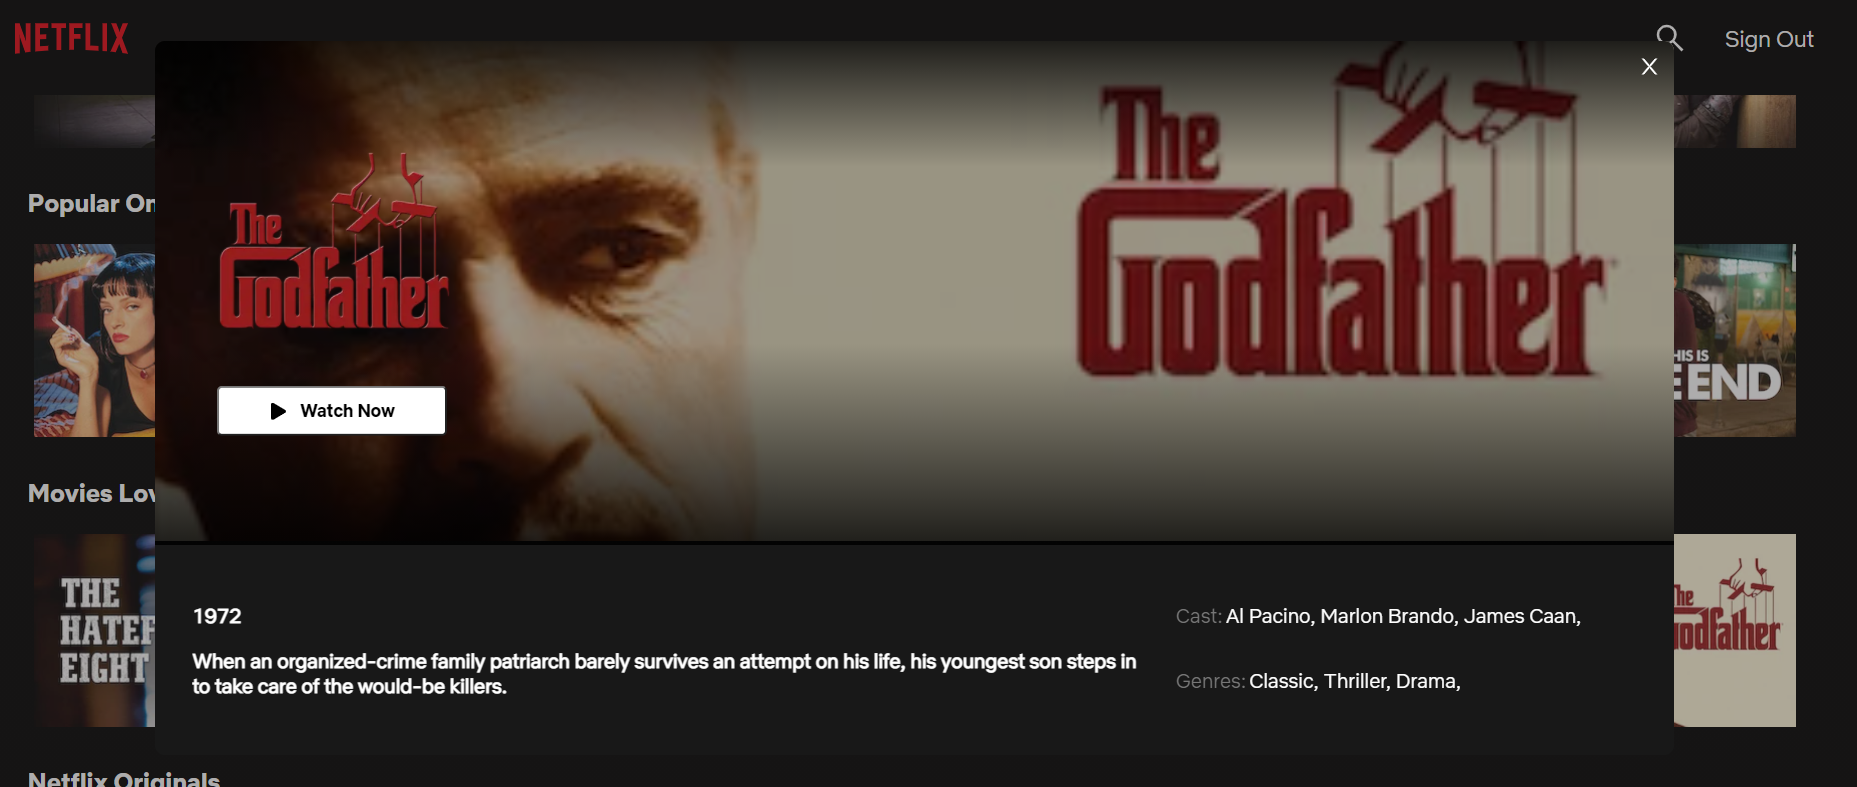 NETFLIX
Sign Out
X
The
Godfather
The
Godfather
Watch Now
Popular On
HIS IS
E END
Movies Lov
THE
HATEF
EIGHT
he
odfather
1972
When an organized-crime family patriarch barely survives an attempt on his life, his youngest son steps in
to take care of the would-be killers.
Cast: Al Pacino, Marlon Brando, James Caan,
Genres: Classic, Thriller, Drama,
Netflix Originals